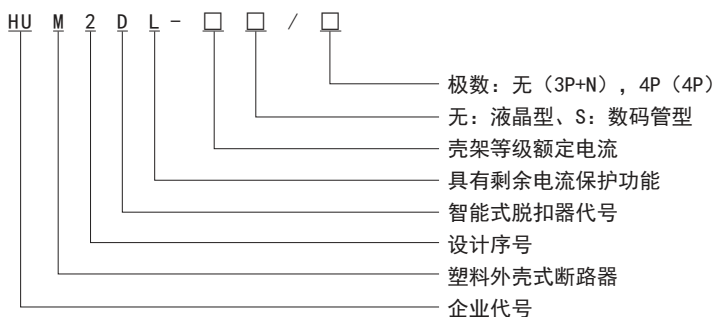 HU M 2 D L - □ □ / □
极数：无（3P+N），4P（4P）
无：液晶型、S：数码管型
壳架等级额定电流
具有剩余电流保护功能
智能式脱扣器代号
设计序号
塑料外壳式断路器
企业代号